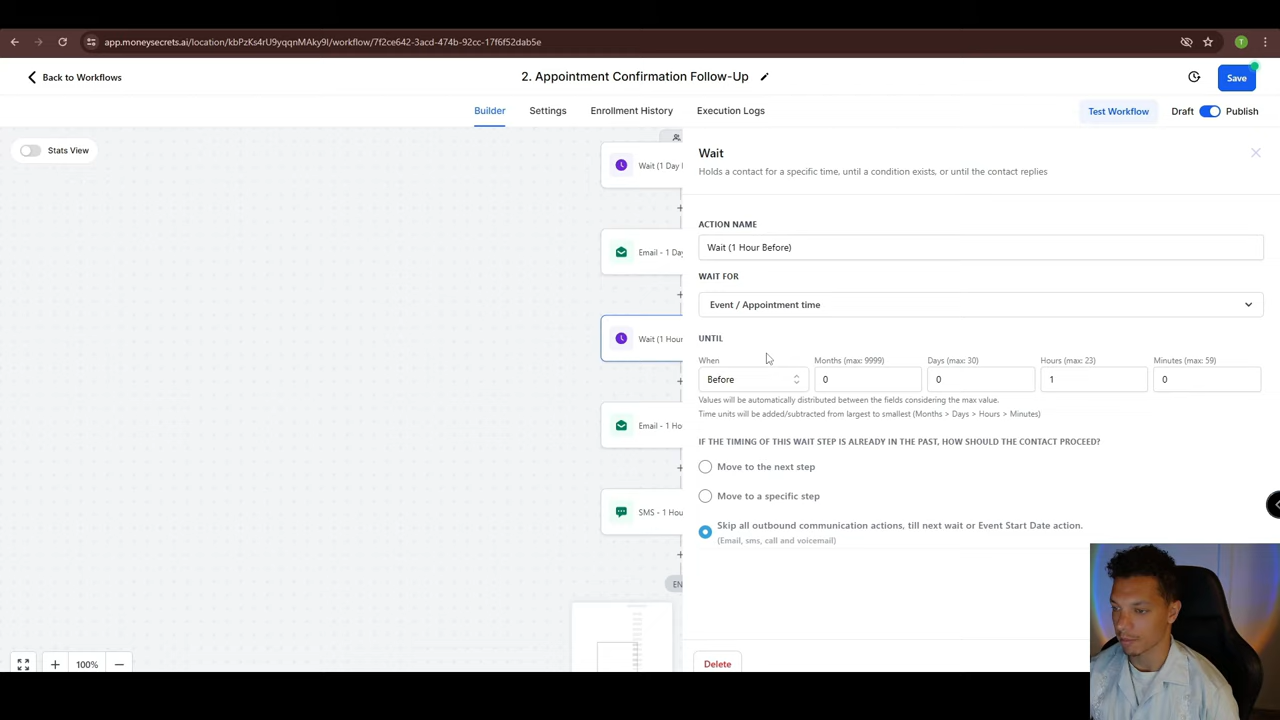 app.moneysecrets.ai/location/kbPzKs4rU9yqqnMAky9I/workflow/7f2ce642-3acd-474b-92cc-17f6f52dab5e
T
Back to Workflows
2. Appointment Confirmation Follow-Up
Save
Builder
Settings
Enrollment History
Execution Logs
Test Workflow
Draft
Publish
Stats View
Wait (1 Day
Email - 1 Day
Wait (1 Hour
Email - 1 Ho
SMS - 1 Hou
EN
100%
Wait
Holds a contact for a specific time, until a condition exists, or until the contact replies
ACTION NAME
Wait (1 Hour Before)
WAIT FOR
Event / Appointment time
UNTIL
When
Months (max: 9999)
Days (max: 30)
Hours (max: 23)
Minutes (max: 59)
Before
0
0
1
0
Values will be automatically distributed between the fields considering the max value.
Time units will be added/subtracted from largest to smallest (Months > Days > Hours > Minutes)
IF THE TIMING OF THIS WAIT STEP IS ALREADY IN THE PAST, HOW SHOULD THE CONTACT PROCEED?
Move to the next step
Move to a specific step
Skip all outbound communication actions, till next wait or Event Start Date action.
(Email, sms, call and voicemail)
Delete